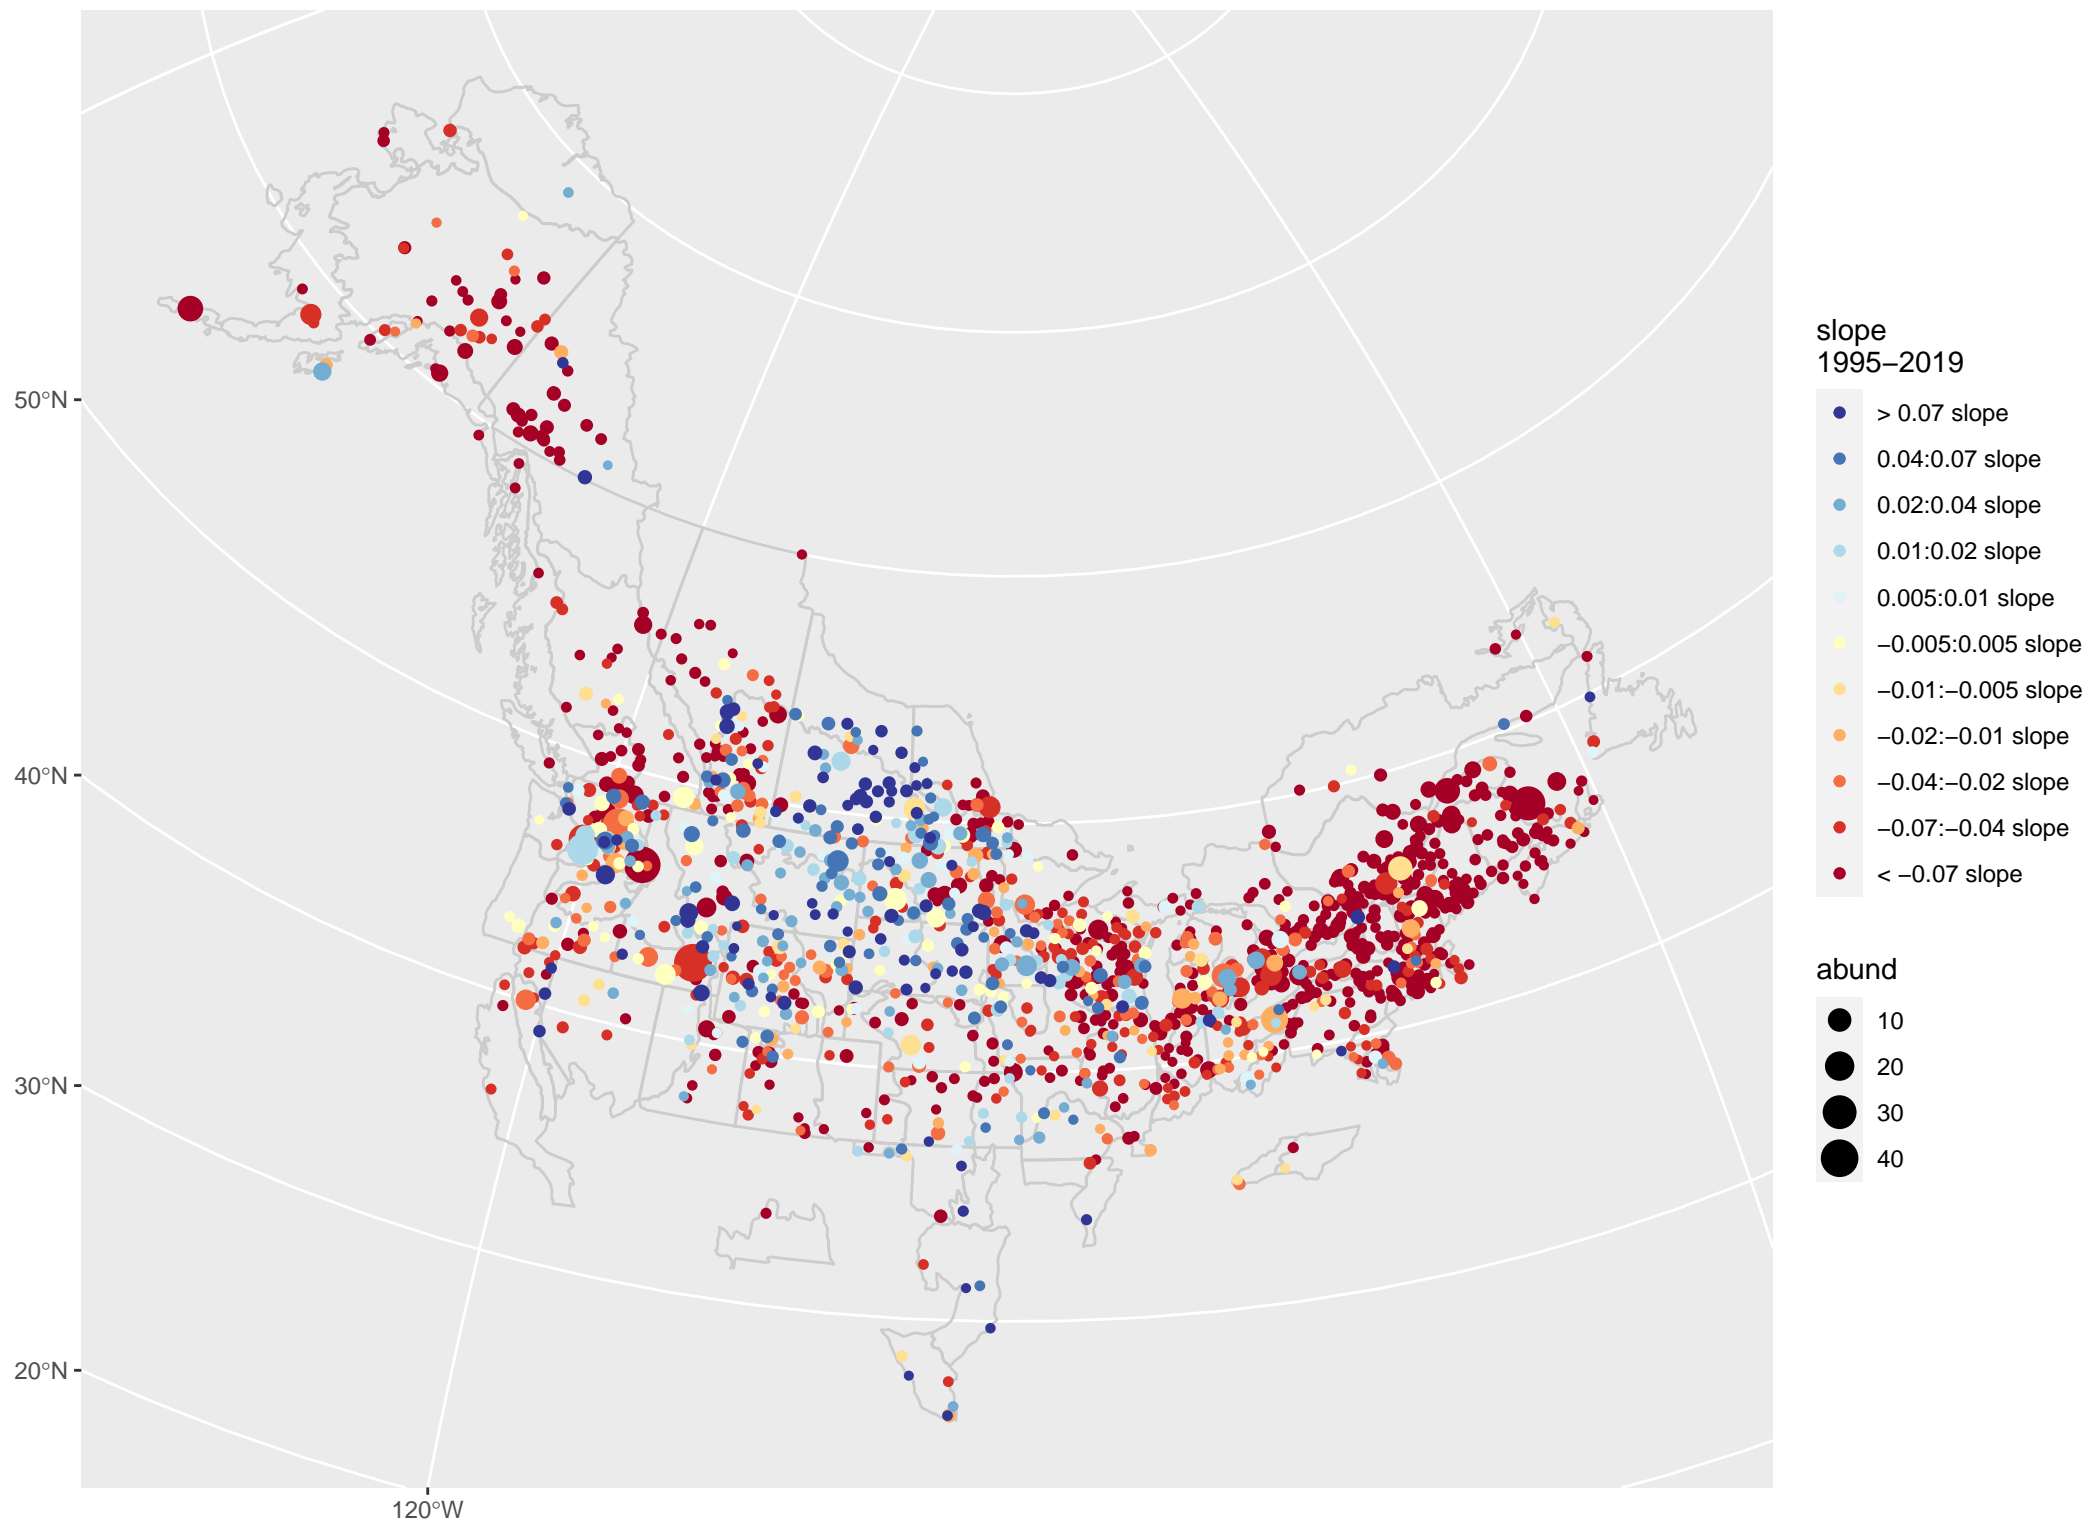 50°N
40°N
30°N
20°N
120°W
slope
1995−2019
> 0.07 slope
0.04:0.07 slope
0.02:0.04 slope
0.01:0.02 slope
0.005:0.01 slope
−0.005:0.005 slope
−0.01:−0.005 slope
−0.02:−0.01 slope
−0.04:−0.02 slope
−0.07:−0.04 slope
< −0.07 slope
abund
10
20
30
40